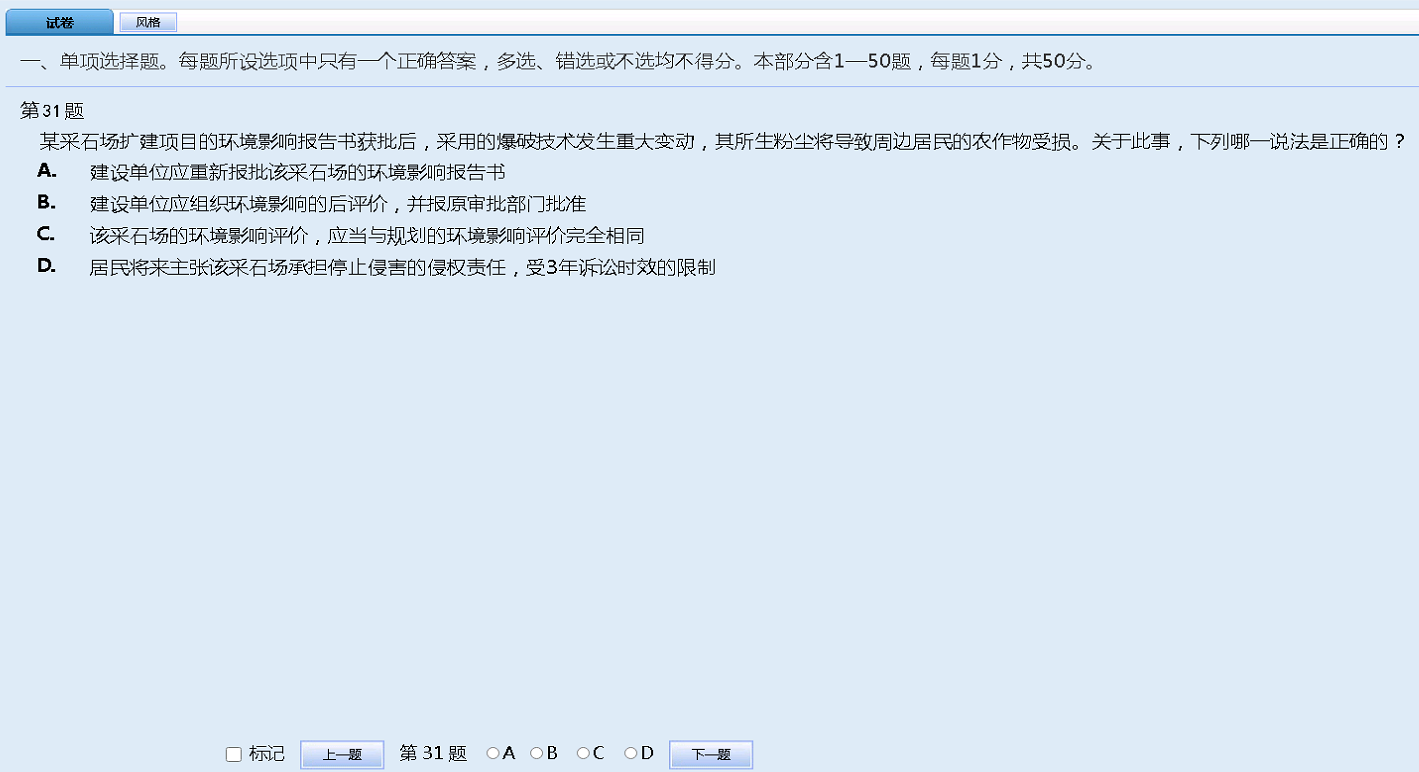 试卷 风格
一、单项选择题。每题所设选项中只有一个正确答案，多选、错选或不选均不得分。本部分含1—50题，每题1分，共50分。
第31题
某采石场扩建项目的环境影响报告书获批后，采用的爆破技术发生重大变动，其所生粉尘将导致周边居民的农作物受损。关于此事，下列哪一说法是正确的？
A. 建设单位应重新报批该采石场的环境影响报告书
B. 建设单位应组织环境影响的后评价，并报原审批部门批准
C. 该采石场的环境影响评价，应当与规划的环境影响评价完全相同
D. 居民将来主张该采石场承担停止侵害的侵权责任，受3年诉讼时效的限制
标记 上一题 第 31 题 A B C D 下一题